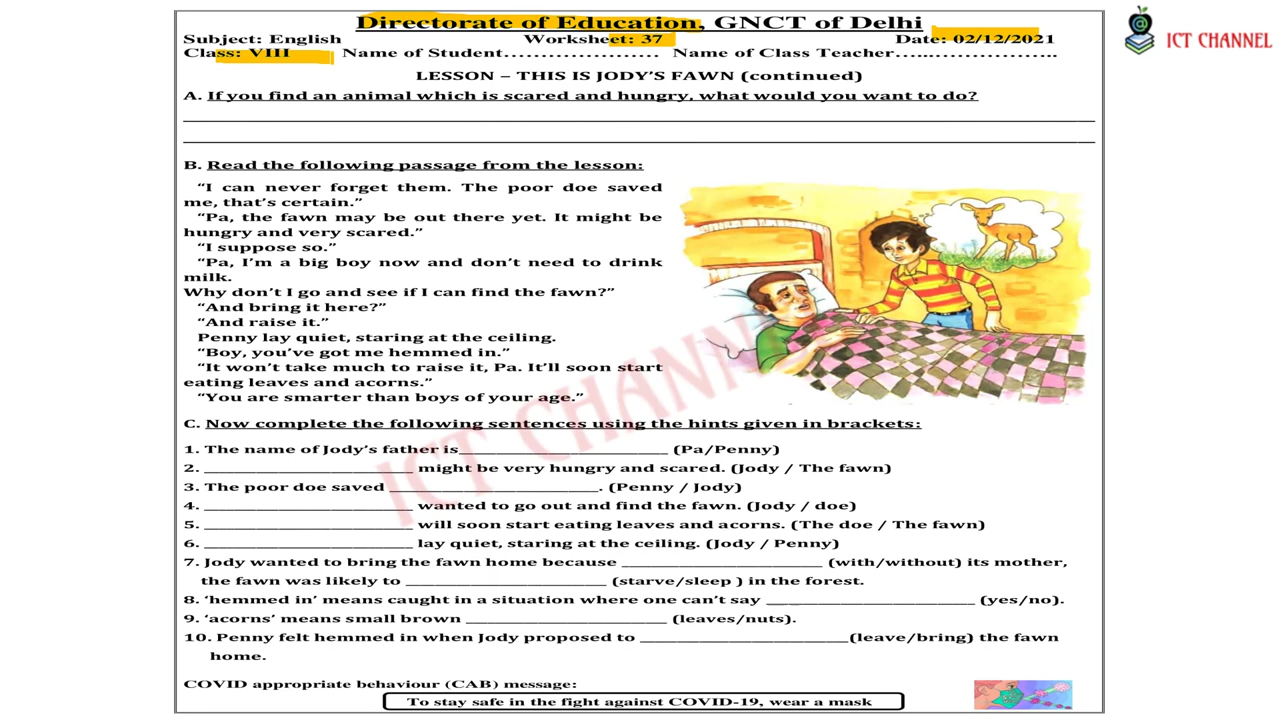 Directorate of Education, GNCT of Delhi
Subject: English Worksheet: 37 Date: 02/12/2021
Class: VIII Name of Student..................... Name of Class Teacher......................
ICT CHANNEL
LESSON – THIS IS JODY'S FAWN (continued)
A. If you find an animal which is scared and hungry, what would you want to do?
B. Read the following passage from the lesson:
"I can never forget them. The poor doe saved
me, that's certain."
"Pa, the fawn may be out there yet. It might be
hungry and very scared."
"I suppose so."
"Pa, I'm a big boy now and don't need to drink
milk.
Why don't I go and see if I can find the fawn?"
"And bring it here?"
"And raise it."
Penny lay quiet, staring at the ceiling.
"Boy, you've got me hemmed in."
"It won't take much to raise it, Pa. It'll soon start
eating leaves and acorns."
"You are smarter than boys of your age."
ICT CHANN
C. Now complete the following sentences using the hints given in brackets:
1. The name of Jody's father is____________________ (Pa/Penny)
2. ____________________ might be very hungry and scared. (Jody / The fawn)
3. The poor doe saved ____________________. (Penny / Jody)
4. ____________________ wanted to go out and find the fawn. (Jody / doe)
5. ____________________ will soon start eating leaves and acorns. (The doe / The fawn)
6. ____________________ lay quiet, staring at the ceiling. (Jody / Penny)
7. Jody wanted to bring the fawn home because ____________________ (with/without) its mother,
the fawn was likely to ____________________ (starve/sleep ) in the forest.
8. 'hemmed in' means caught in a situation where one can't say ____________________ (yes/no).
9. 'acorns' means small brown ____________________ (leaves/nuts).
10. Penny felt hemmed in when Jody proposed to ____________________(leave/bring) the fawn
home.
COVID appropriate behaviour (CAB) message:
To stay safe in the fight against COVID-19, wear a mask